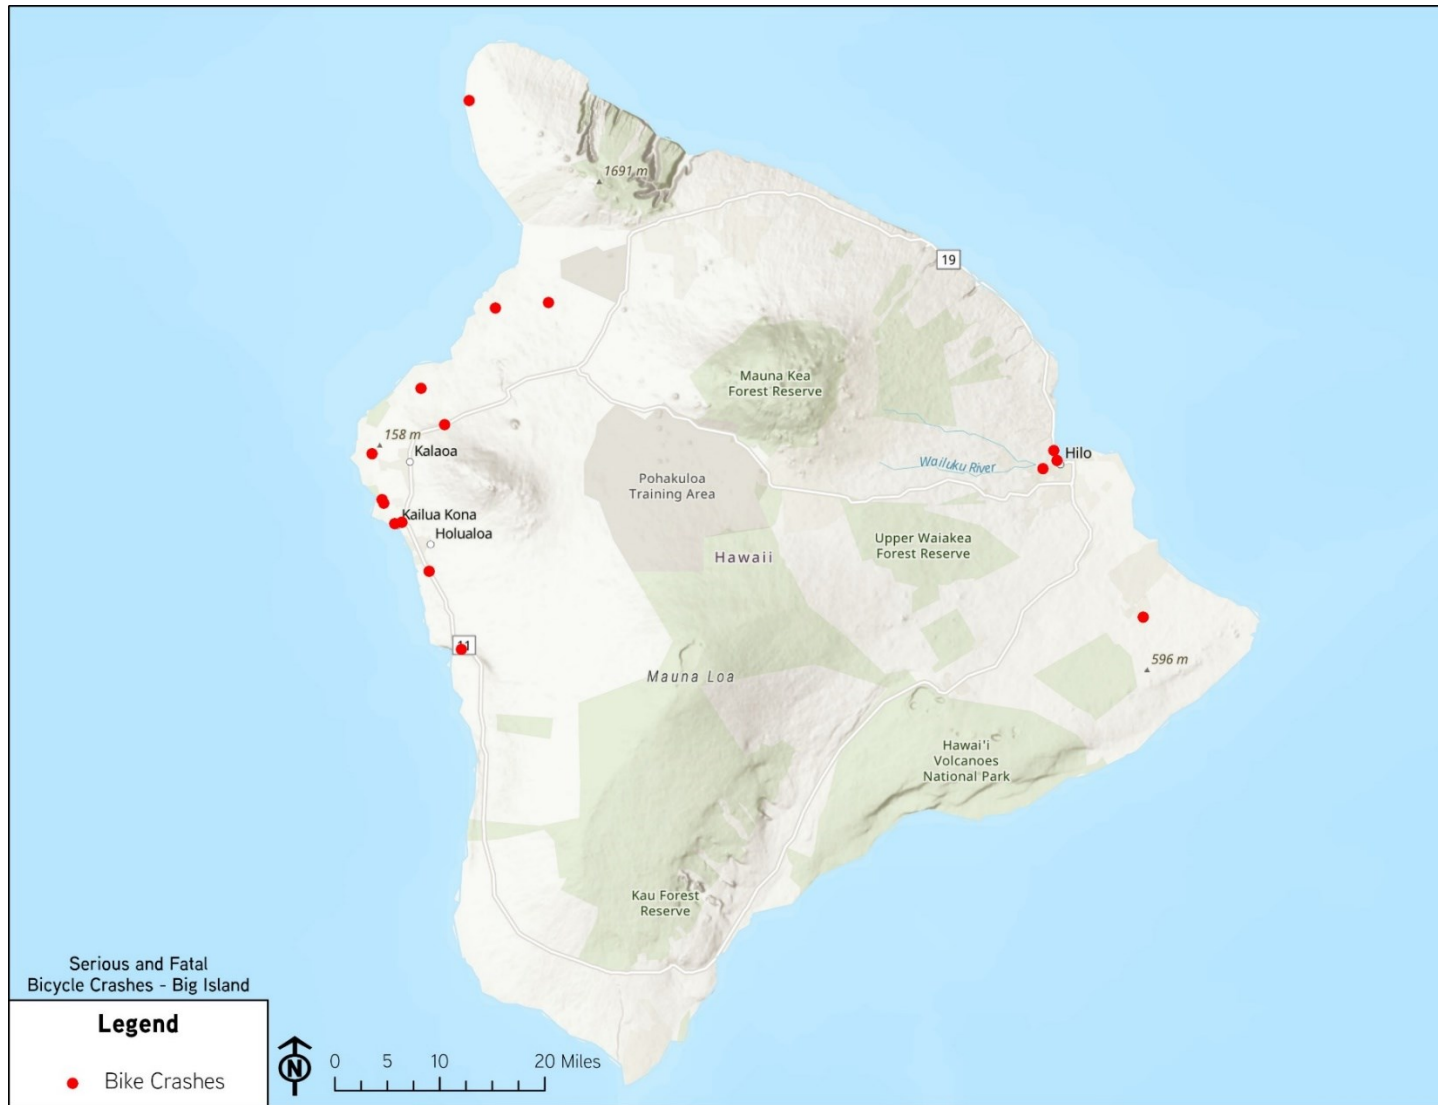 1691 m
19
Mauna Kea
Forest Reserve
158 m
Kalaoa
Hilo
Wailuku River
Pohakuloa
Training Area
Kailua Kona
Holualoa
Upper Waiakea
Forest Reserve
Hawaii
11
596 m
Mauna Loa
Hawai'i
Volcanoes
National Park
Kau Forest
Reserve
Serious and Fatal
Bicycle Crashes - Big Island
Legend
Bike Crashes
N
0 5 10 20 Miles